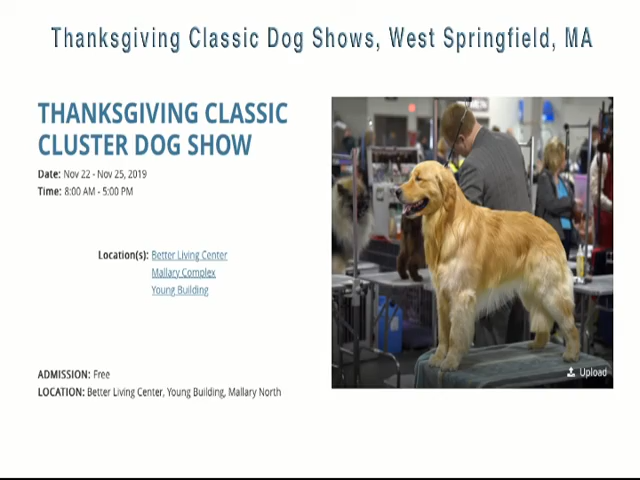 Thanksgiving Classic Dog Shows, West Springfield, MA
THANKSGIVING CLASSIC
CLUSTER DOG SHOW
Date: Nov 22 - Nov 25, 2019
Time: 8:00 AM - 5:00 PM
Location(s): Better Living Center
Mallary Complex
Young Building
ADMISSION: Free
LOCATION: Better Living Center, Young Building, Mallary North
Upload